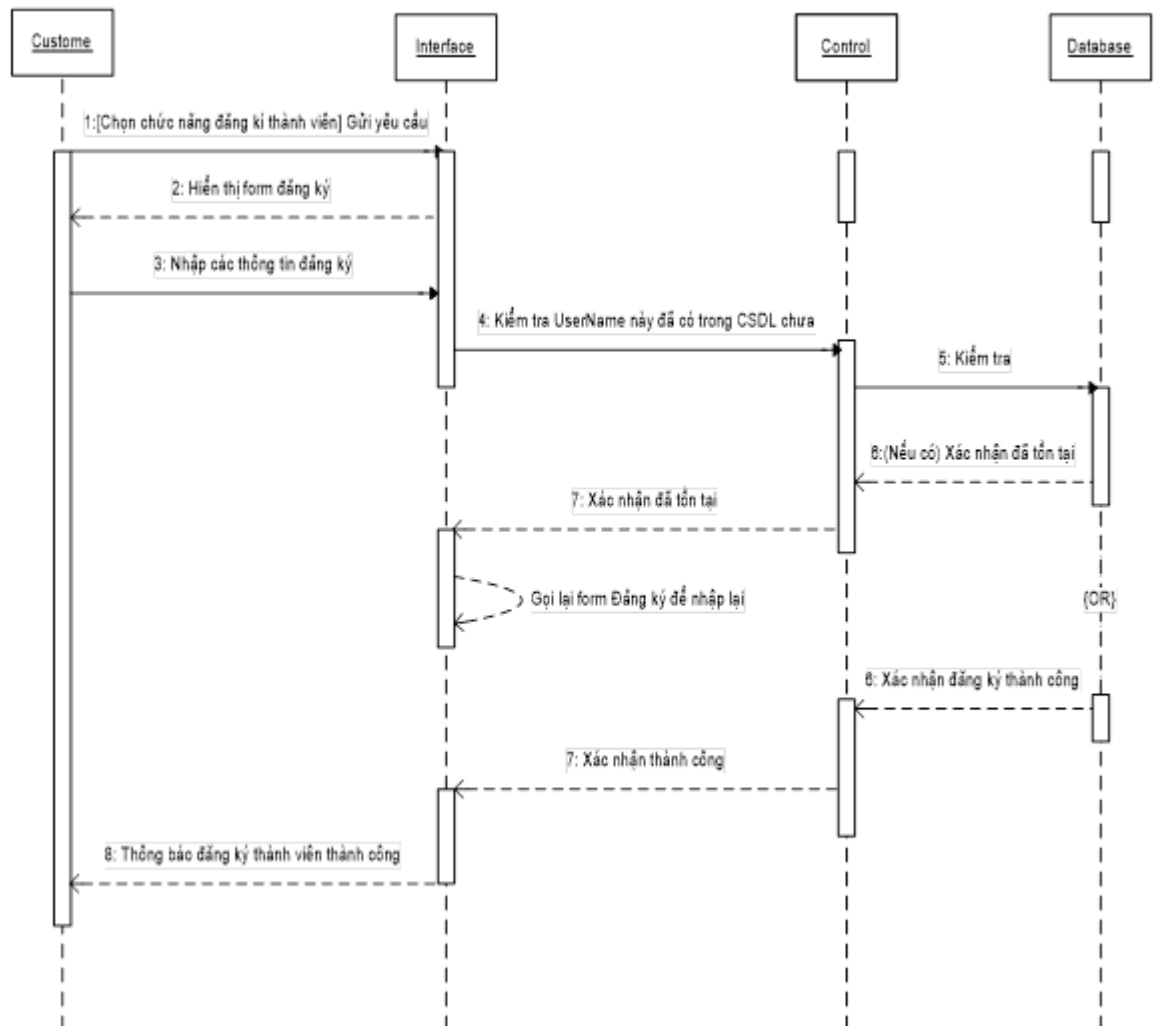 Custome
Interface
Control
Database
1:[Chọn chức năng đăng kí thành viên] Gửi yêu cầu
2: Hiển thị form đăng ký
3: Nhập các thông tin đăng ký
4: Kiểm tra UserName này đã có trong CSDL chưa
5: Kiểm tra
6:(Nếu có) Xác nhận đã tồn tại
7: Xác nhận đã tồn tại
Gọi lại form Đăng ký để nhập lại
{OR}
6: Xác nhận đăng ký thành công
7: Xác nhận thành công
8: Thông báo đăng ký thành viên thành công